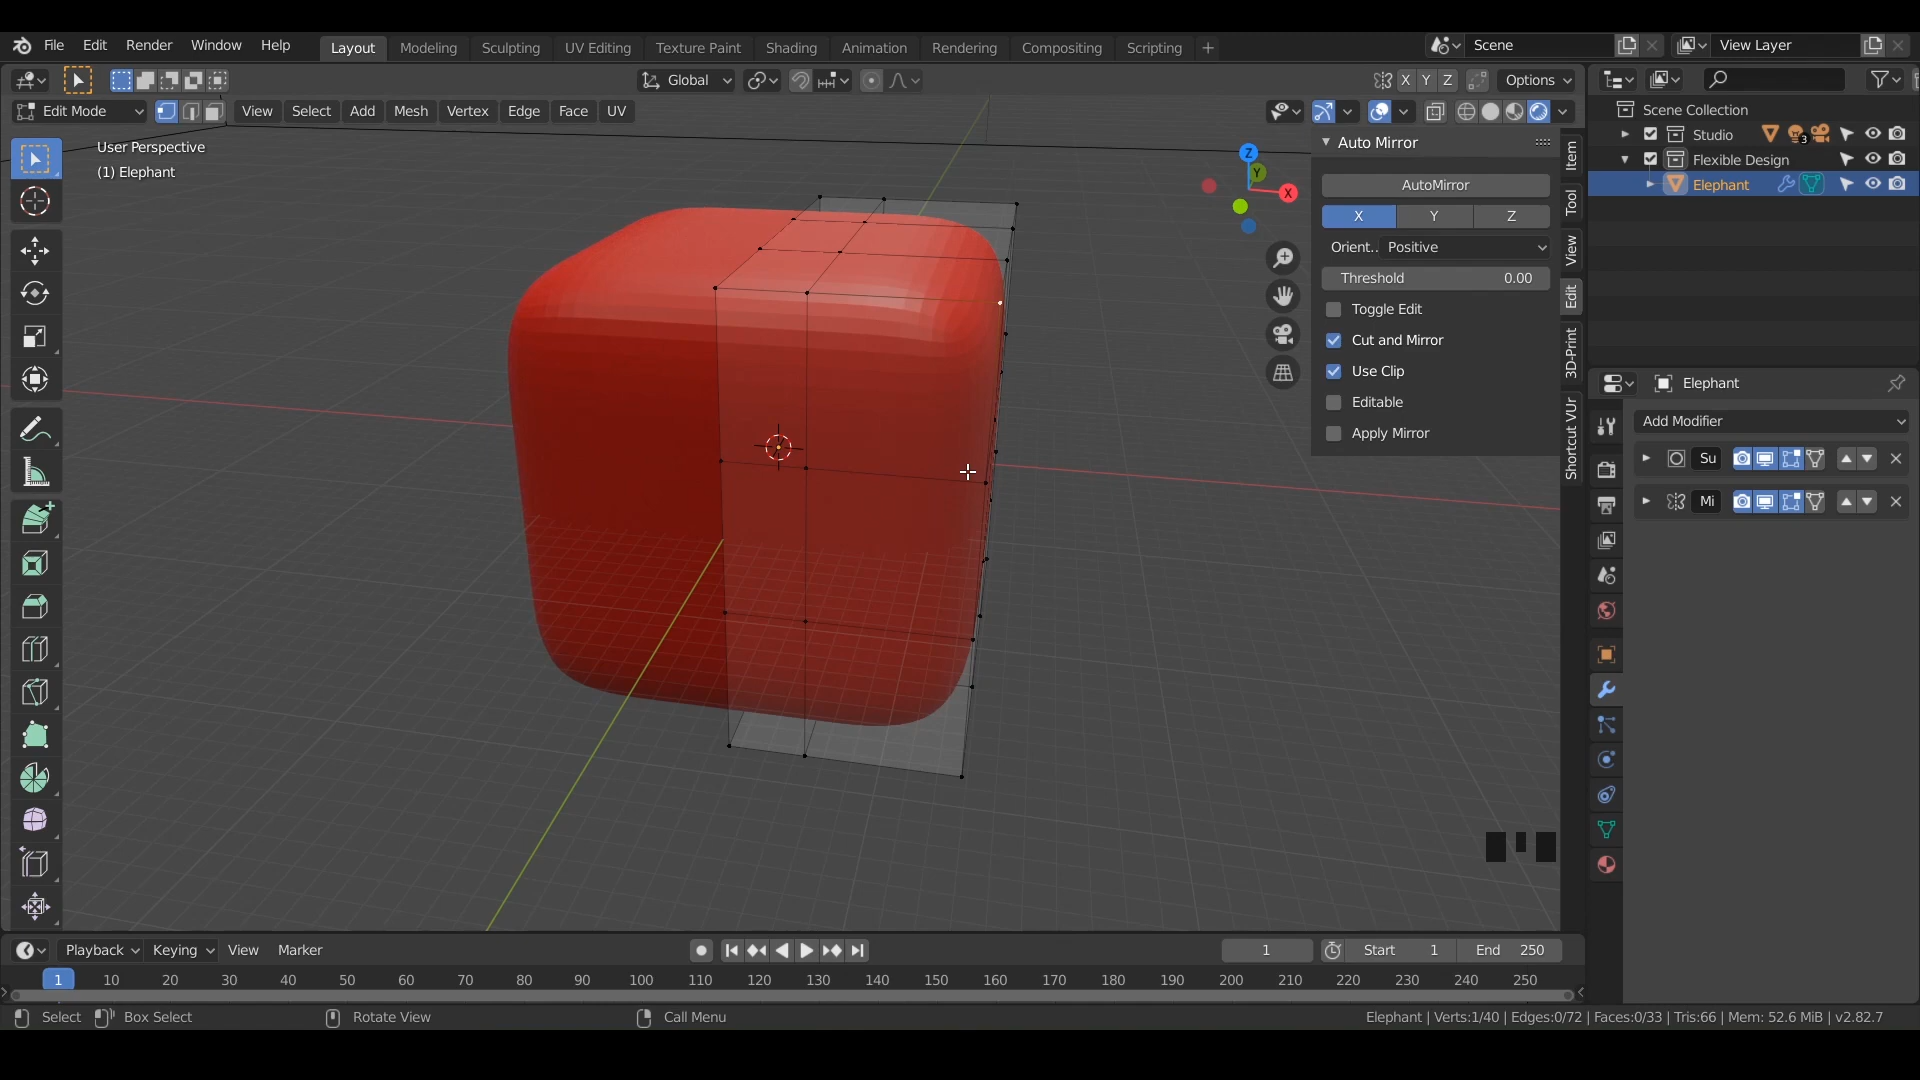 File Edit Render Window Help Layout Modeling Sculpting UV Editing Texture Paint Shading Animation Rendering Compositing Scripting + Scene View Layer
Global X Y Z Options
Edit Mode View Select Add Mesh Vertex Edge Face UV
User Perspective
(1) Elephant
Z
Y
X
Auto Mirror
AutoMirror
X Y Z
Orient.. Positive
Threshold 0.00
Toggle Edit
Cut and Mirror
Use Clip
Editable
Apply Mirror
Item
Tool
View
Edit
3D-Print
Shortcut VUr
Scene Collection
Studio 3
Flexible Design
Elephant
Elephant
Add Modifier
Su
Mi
Playback Keying View Marker 1 Start 1 End 250
1 10 20 30 40 50 60 70 80 90 100 110 120 130 140 150 160 170 180 190 200 210 220 230 240 250
Select Box Select Rotate View Call Menu Elephant | Verts:1/40 | Edges:0/72 | Faces:0/33 | Tris:66 | Mem: 52.6 MiB | v2.82.7